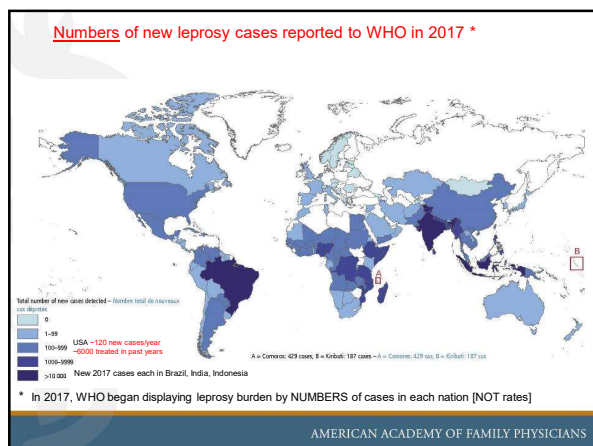 Numbers of new leprosy cases reported to WHO in 2017 *
A
B
Total number of new cases detected – Nombre total de nouveaux
cas dépistés
0
1–99
100–999 USA ~120 new cases/year
~6000 treated in past years
1000–9999
>10 000 New 2017 cases each in Brazil, India, Indonesia
A = Comoros: 429 cases; B = Kiribati: 187 cases – A = Comores: 429 cas; B = Kiribati: 187 cas
* In 2017, WHO began displaying leprosy burden by NUMBERS of cases in each nation [NOT rates]
AMERICAN ACADEMY OF FAMILY PHYSICIANS